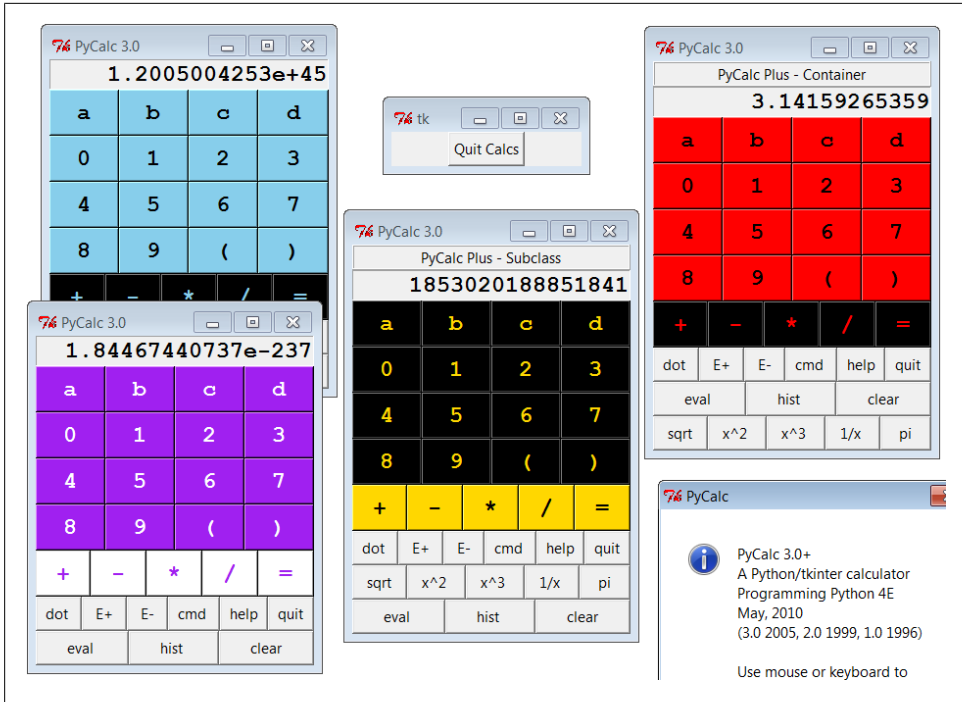 PyCalc 3.0
1.2005004253e+45
a b c d
0 1 2 3
4 5 6 7
8 9 ( )
+ - * / =
tk
Quit Calcs
PyCalc 3.0
PyCalc Plus - Container
3.14159265359
a b c d
0 1 2 3
4 5 6 7
8 9 ( )
+ - * / =
dot E+ E- cmd help quit
eval hist clear
sqrt x^2 x^3 1/x pi
PyCalc 3.0
PyCalc Plus - Subclass
1853020188851841
a b c d
0 1 2 3
4 5 6 7
8 9 ( )
+ - * / =
dot E+ E- cmd help quit
sqrt x^2 x^3 1/x pi
eval hist clear
PyCalc 3.0
1.84467440737e-237
a b c d
0 1 2 3
4 5 6 7
8 9 ( )
+ - * / =
dot E+ E- cmd help quit
eval hist clear
PyCalc
PyCalc 3.0+
A Python/tkinter calculator
Programming Python 4E
May, 2010
(3.0 2005, 2.0 1999, 1.0 1996)
Use mouse or keyboard to